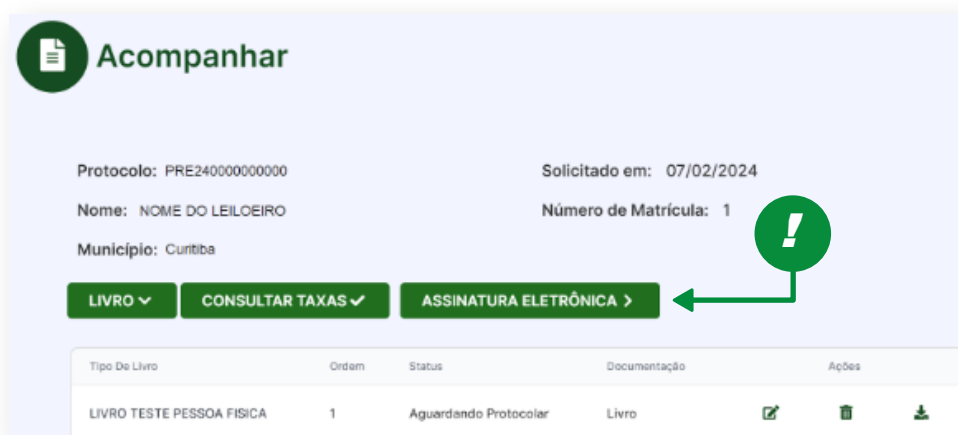 Acompanhar
Protocolo: PRE240000000000 Solicitado em: 07/02/2024
Nome: NOME DO LEILOEIRO Número de Matrícula: 1
!
Município: Curitiba
LIVRO CONSULTAR TAXAS ASSINATURA ELETRÔNICA
Tipo De Livro Ordem Status Documentação Ações
LIVRO TESTE PESSOA FISICA 1 Aguardando Protocolar Livro